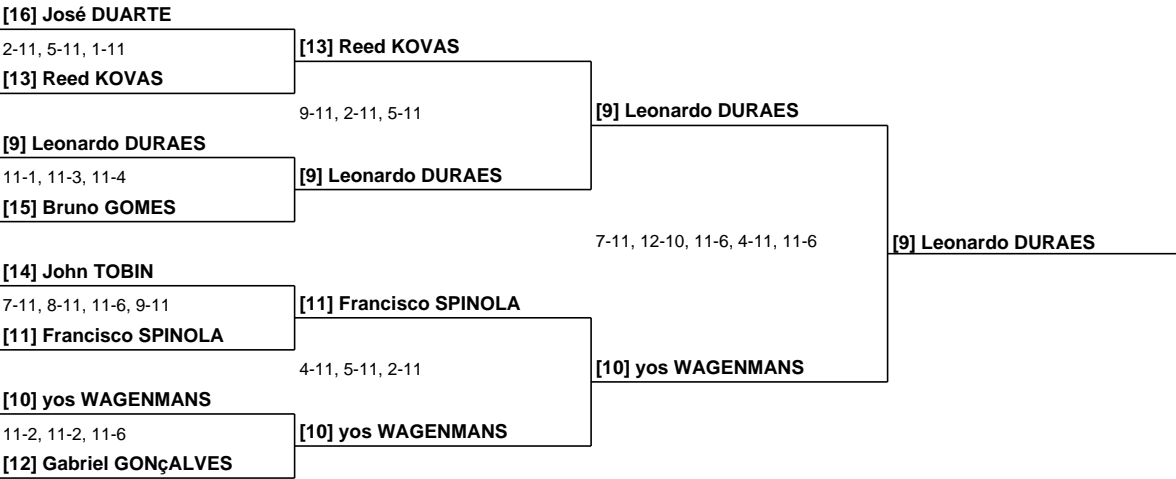 [16] José DUARTE
2-11, 5-11, 1-11
[13] Reed KOVAS
[13] Reed KOVAS
9-11, 2-11, 5-11
[9] Leonardo DURAES
[9] Leonardo DURAES
11-1, 11-3, 11-4
[9] Leonardo DURAES
[15] Bruno GOMES
7-11, 12-10, 11-6, 4-11, 11-6
[9] Leonardo DURAES
[14] John TOBIN
7-11, 8-11, 11-6, 9-11
[11] Francisco SPINOLA
[11] Francisco SPINOLA
4-11, 5-11, 2-11
[10] yos WAGENMANS
[10] yos WAGENMANS
11-2, 11-2, 11-6
[10] yos WAGENMANS
[12] Gabriel GONçALVES